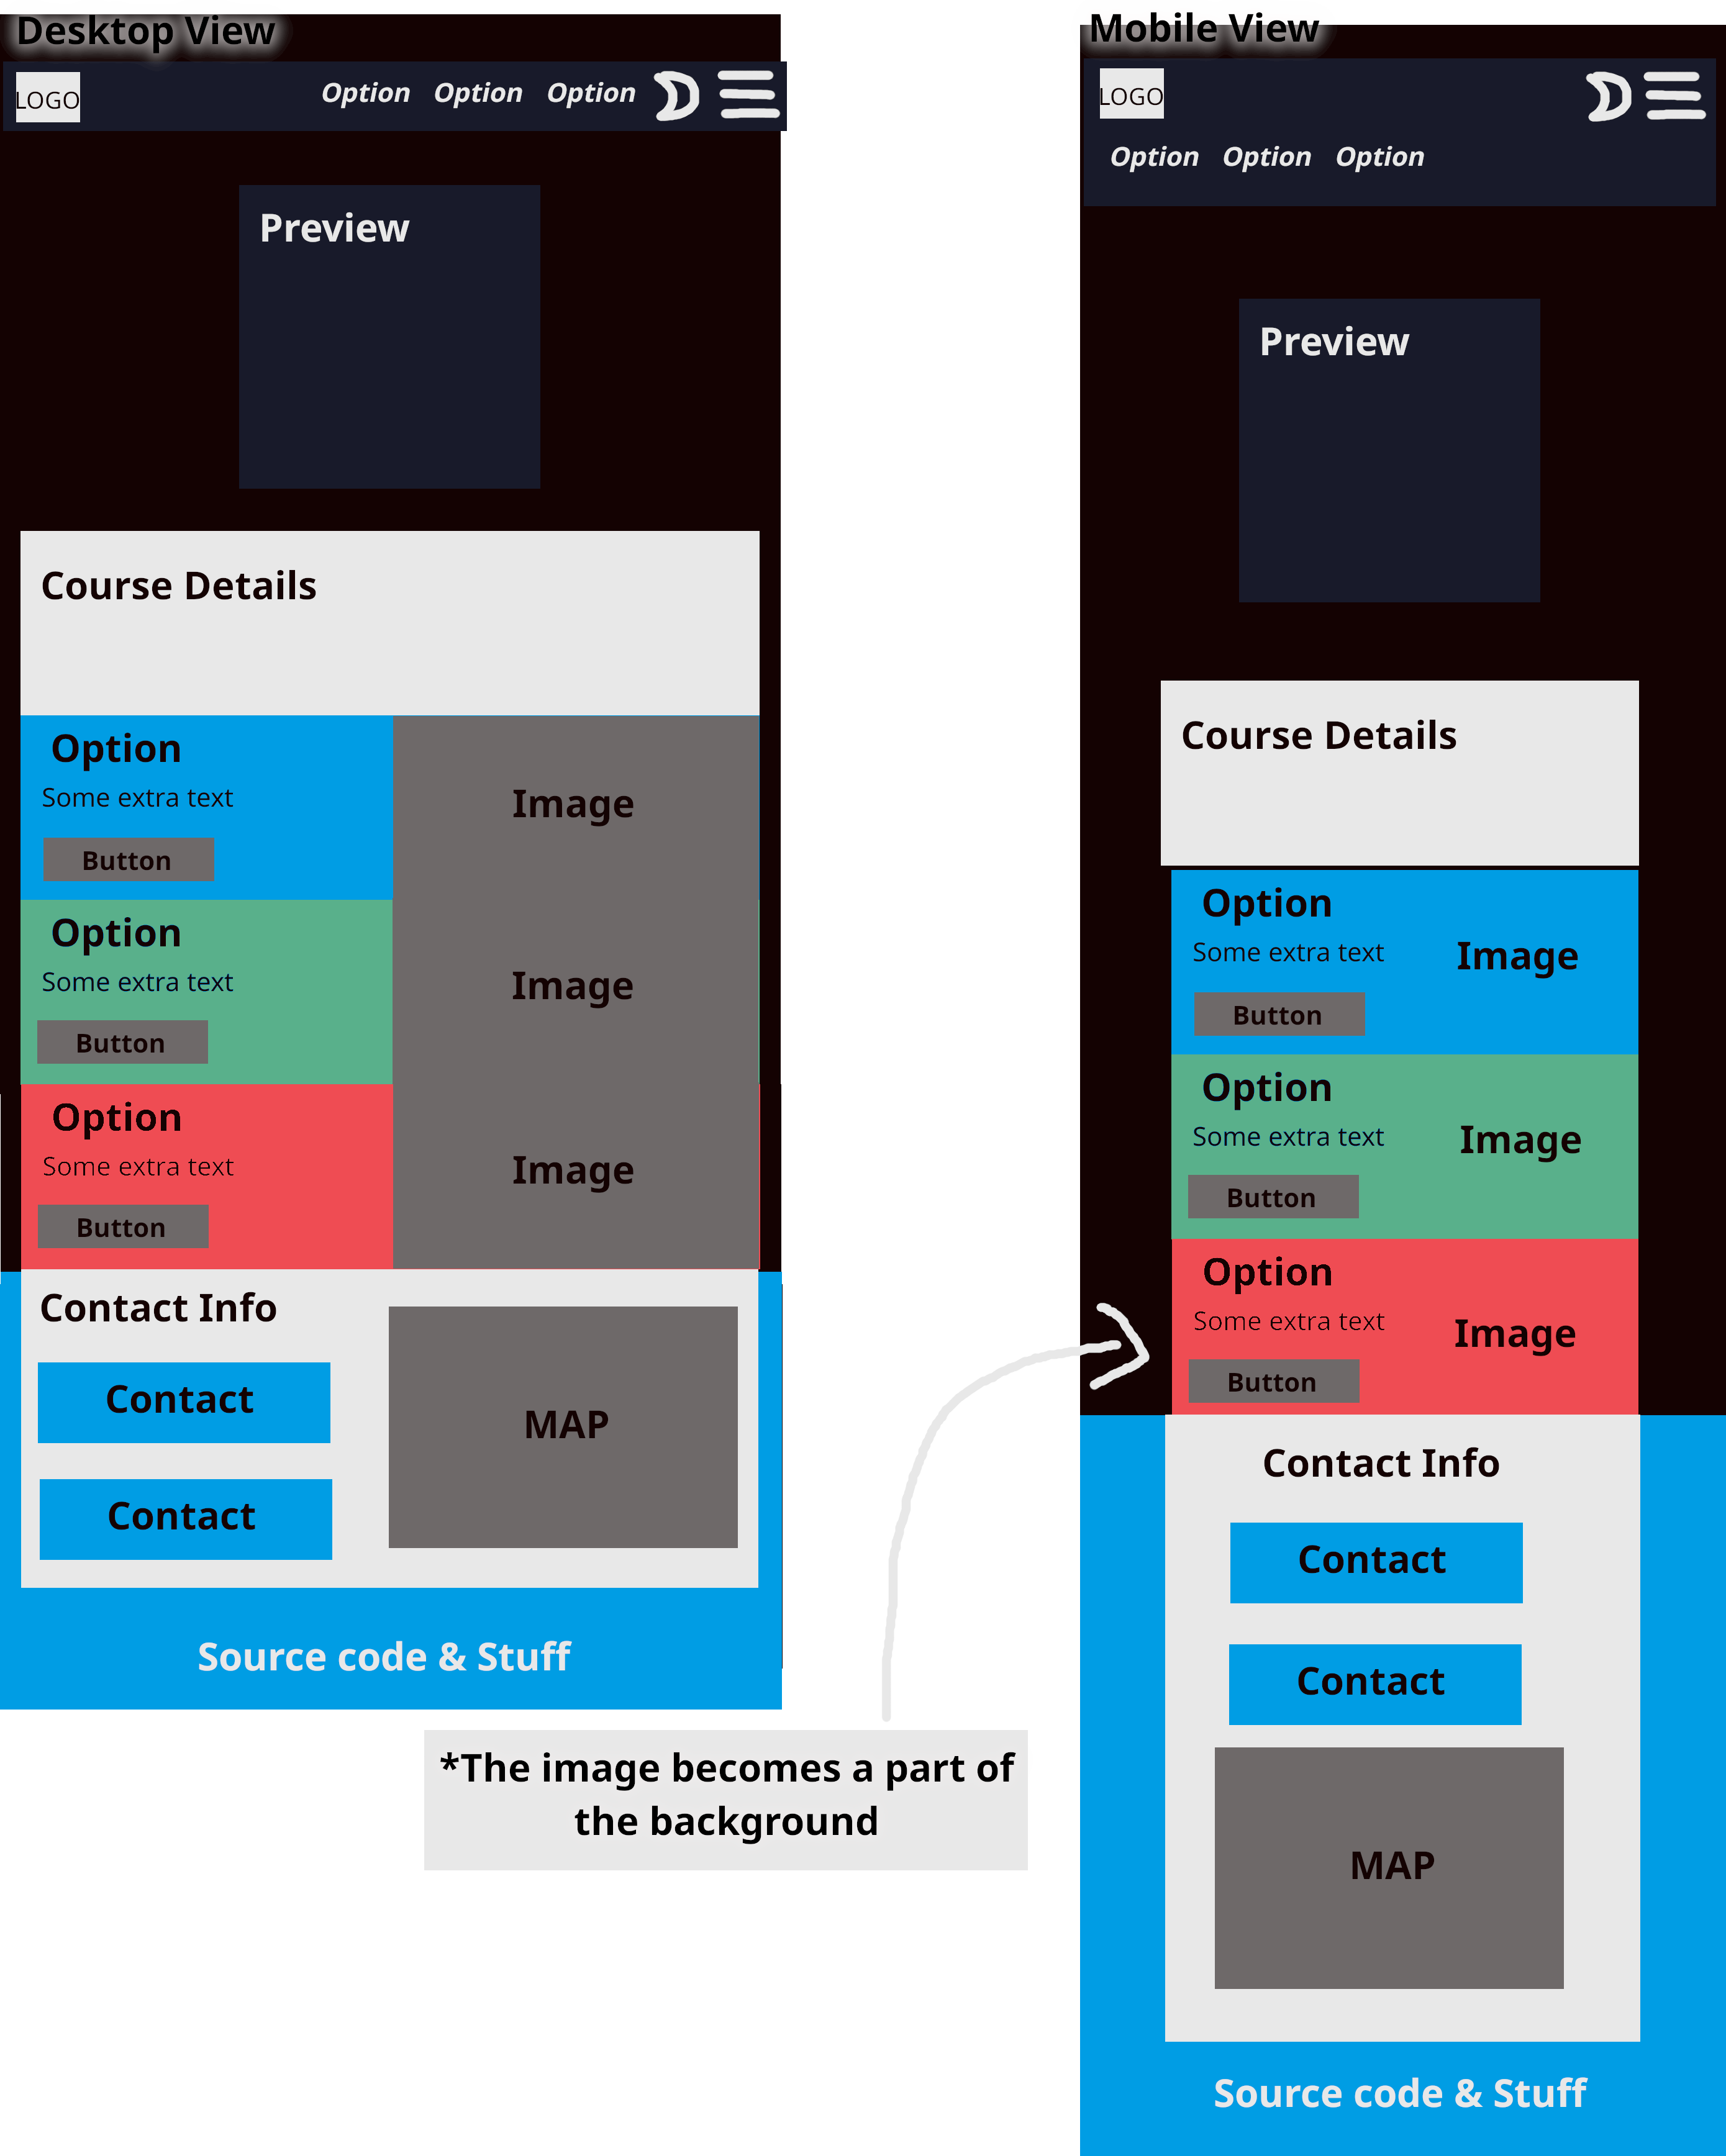 Desktop View
LOGO
Option Option Option
Preview
Course Details
Option
Some extra text
Button
Image
Option
Some extra text
Button
Image
Option
Some extra text
Button
Image
Contact Info
Contact
Contact
MAP
Source code & Stuff
*The image becomes a part of
the background
Mobile View
LOGO
Option Option Option
Preview
Course Details
Option
Some extra text
Button
Image
Option
Some extra text
Button
Image
Option
Some extra text
Button
Image
Contact Info
Contact
Contact
MAP
Source code & Stuff